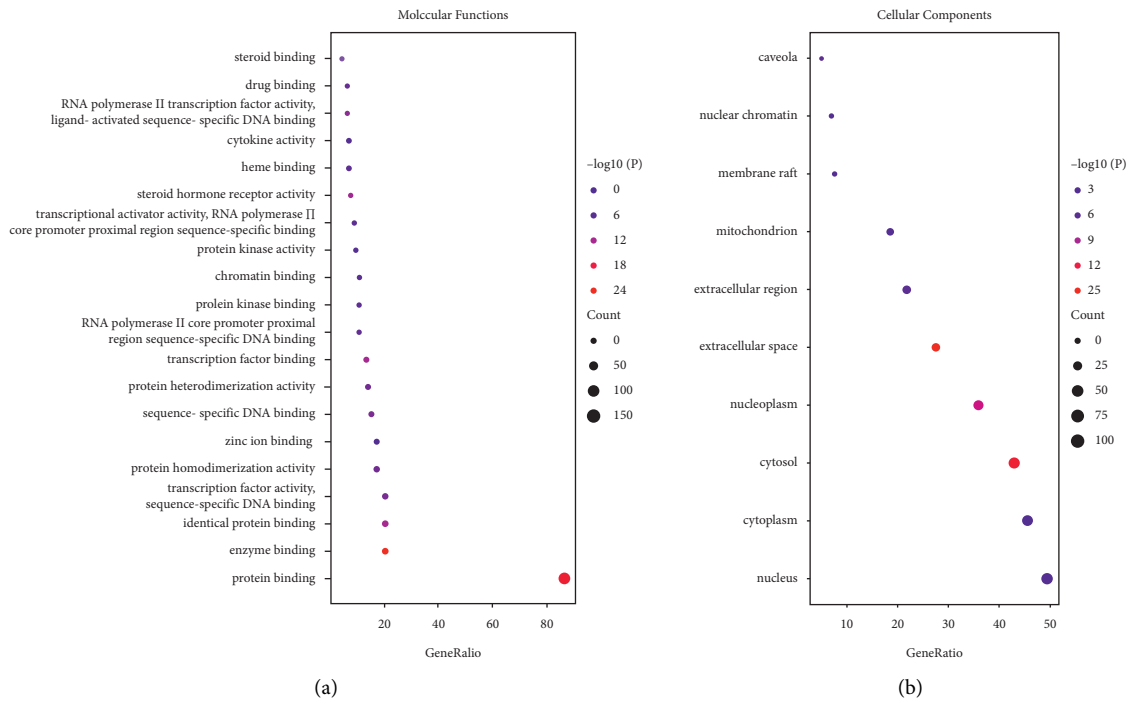 Molccular Functions
steroid binding
drug binding
RNA polymerase II transcription factor activity,
ligand- activated sequence- specific DNA binding
cytokine activity
heme binding
steroid hormone receptor activity
transcriptional activator activity, RNA polymerase ∏
core promoter proximal region sequence-specific binding
protein kinase activity
chromatin binding
prolein kinase binding
RNA polymerase II core promoter proximal
region sequence-specific DNA binding
transcription factor binding
protein heterodimerization activity
sequence- specific DNA binding
zinc ion binding
protein homodimerization activity
transcription factor activity,
sequence-specific DNA binding
identical protein binding
enzyme binding
protein binding
20 40 60 80
GeneRalio
–log10 (P)
0
6
12
18
24
Count
0
50
100
150
(a)
Cellular Components
caveola
nuclear chromatin
membrane raft
mitochondrion
extracellular region
extracellular space
nucleoplasm
cytosol
cytoplasm
nucleus
10 20 30 40 50
GeneRatio
–log10 (P)
3
6
9
12
25
Count
0
25
50
75
100
(b)